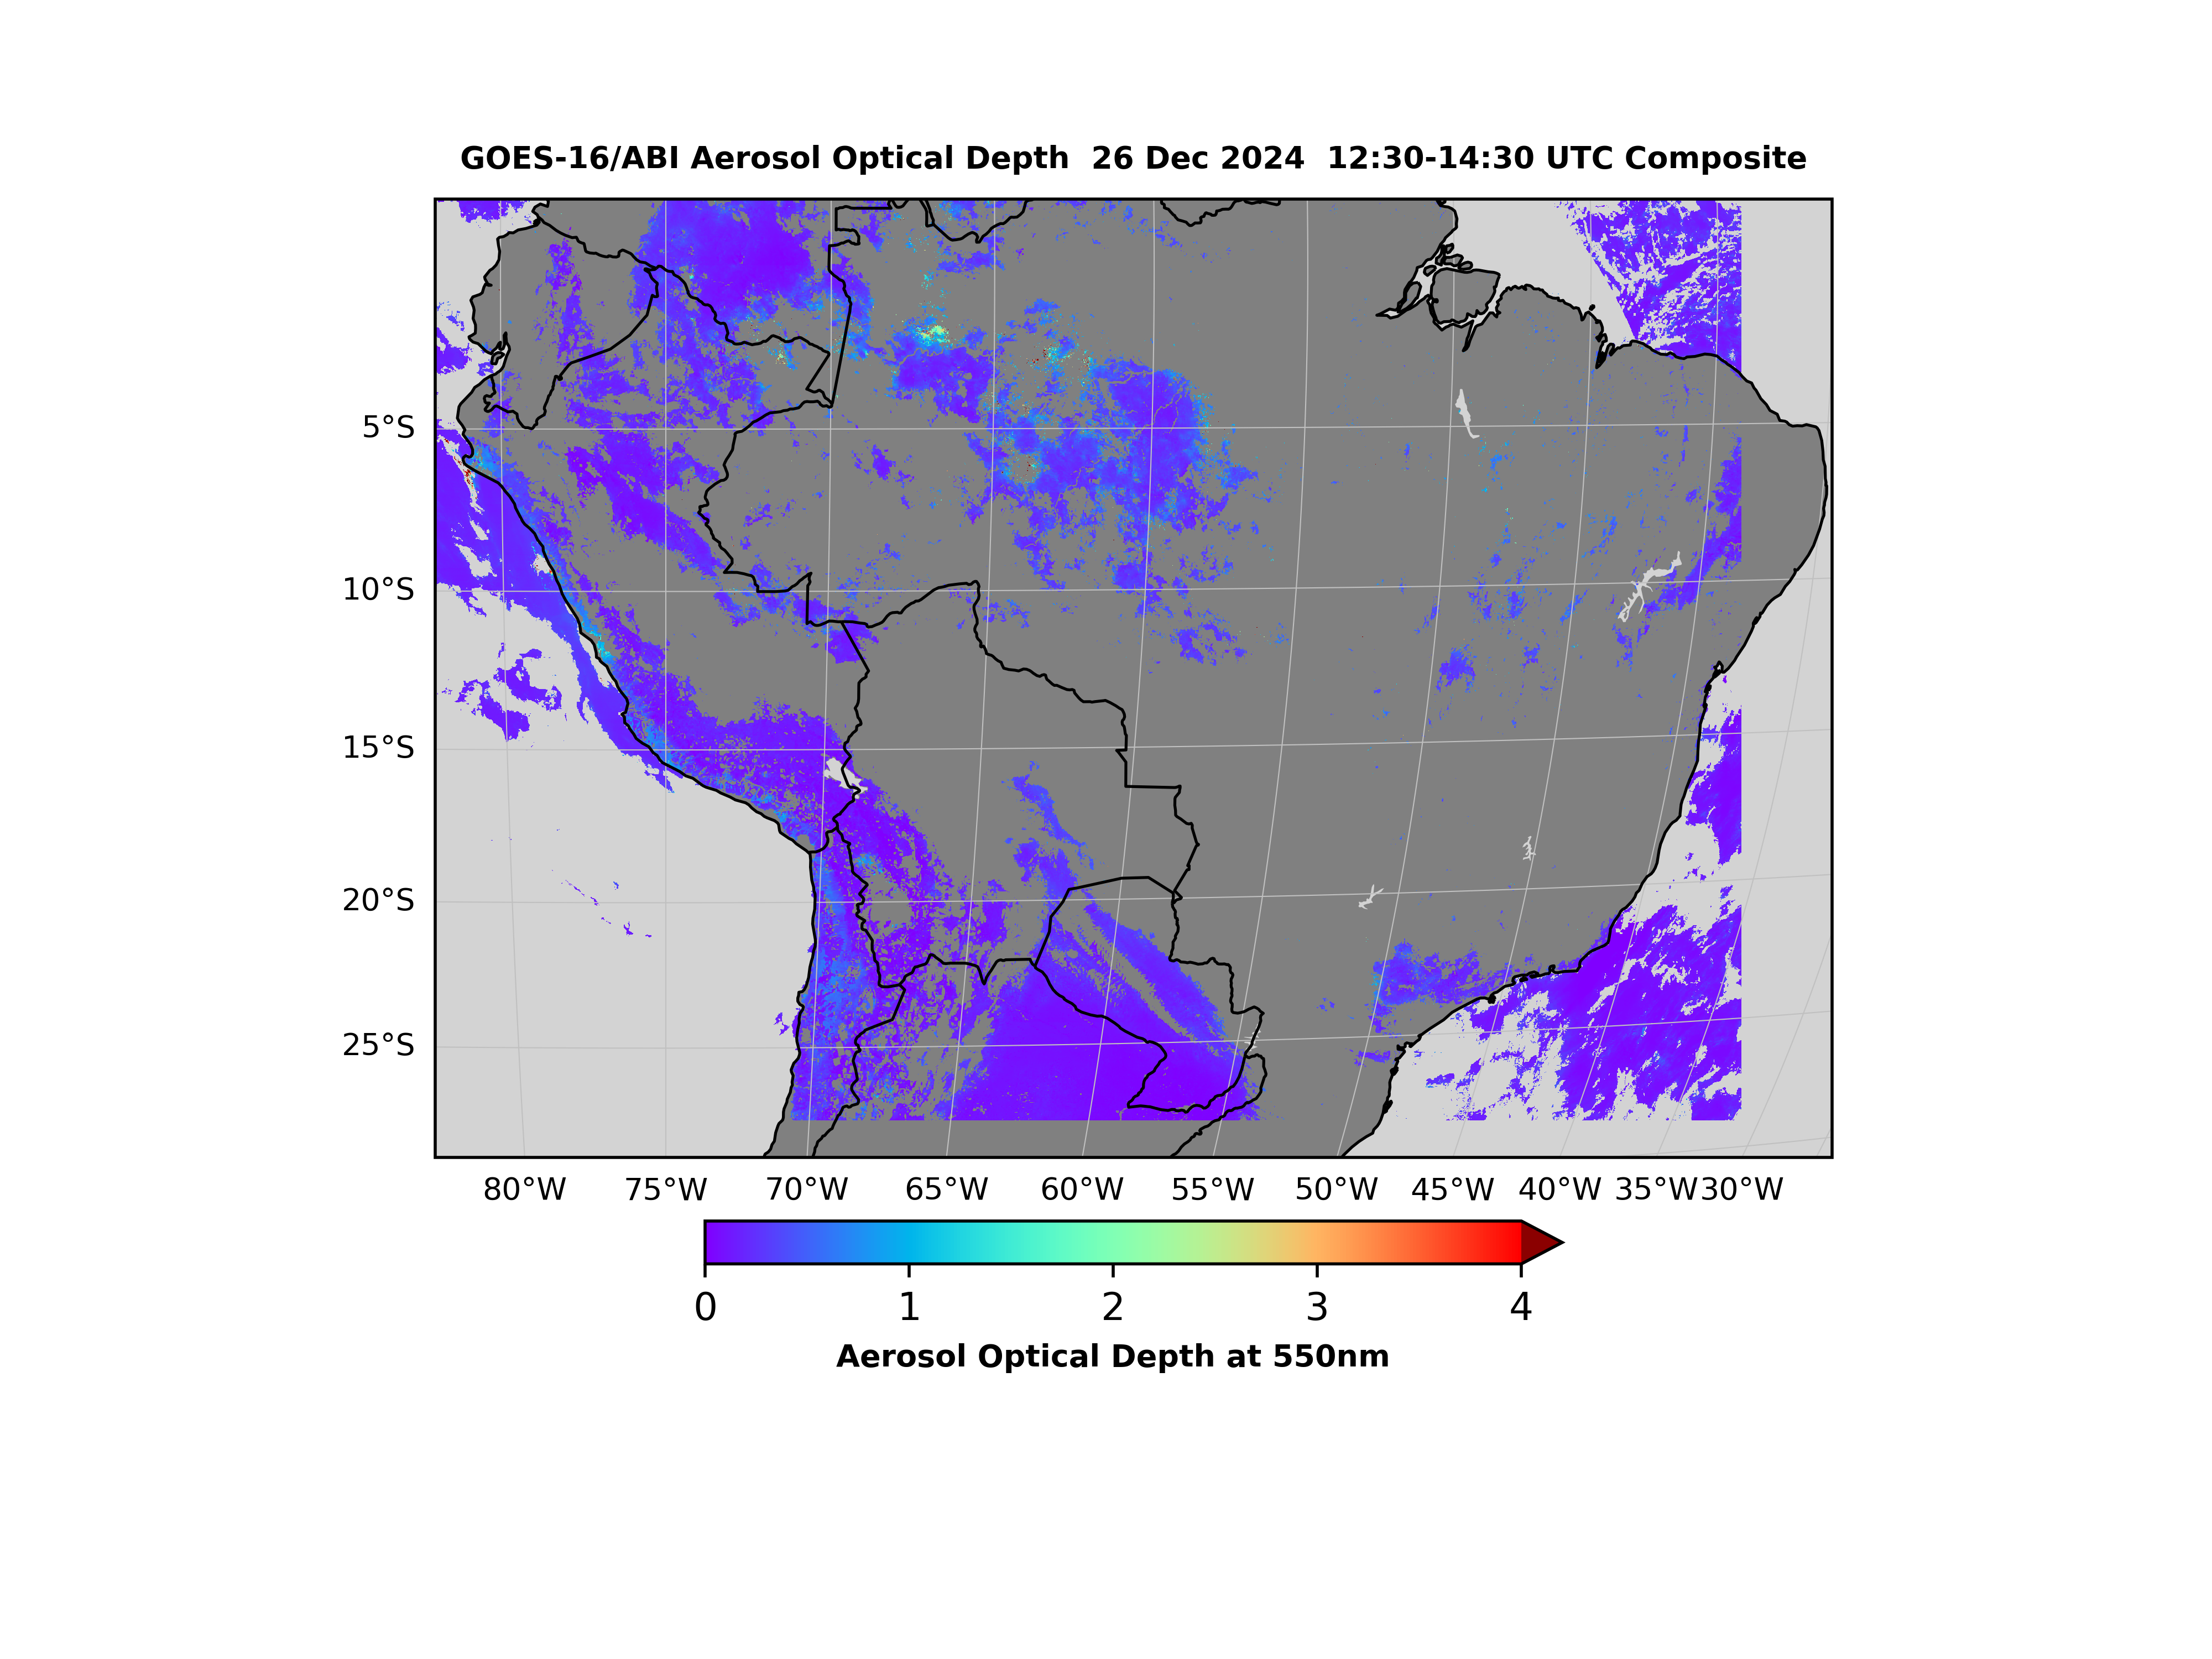 GOES-16/ABI Aerosol Optical Depth  26 Dec 2024  12:30-14:30 UTC Composite
5°S
10°S
15°S
20°S
25°S
80°W 75°W 70°W 65°W 60°W 55°W 50°W 45°W 40°W 35°W 30°W
0 1 2 3 4
Aerosol Optical Depth at 550nm